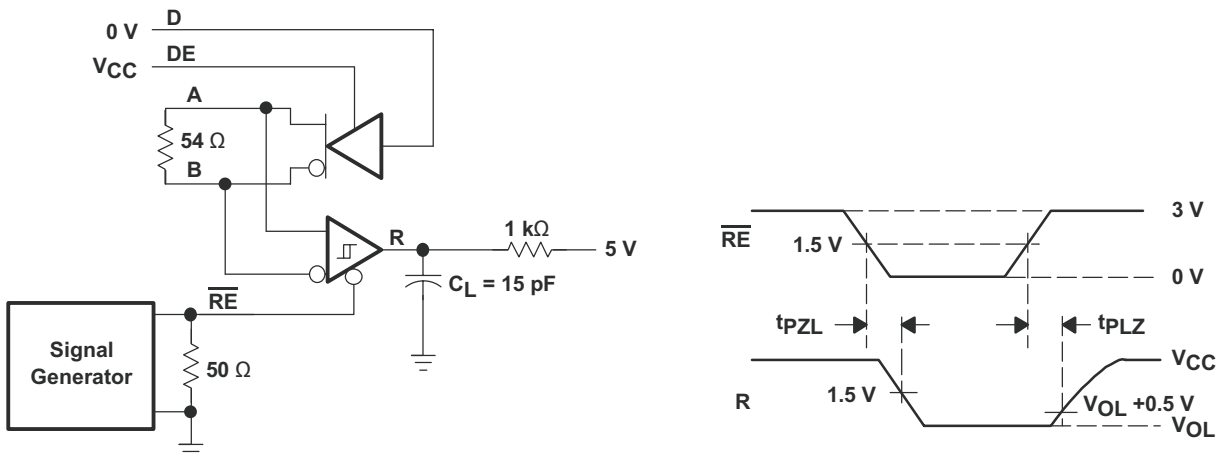 0 V
D
VCC
DE
A
54 Ω
B
R
1 kΩ
5 V
CL = 15 pF
RE
Signal
Generator
50 Ω
3 V
RE
1.5 V
0 V
tPZL
tPLZ
VCC
1.5 V
R
VOL +0.5 V
VOL